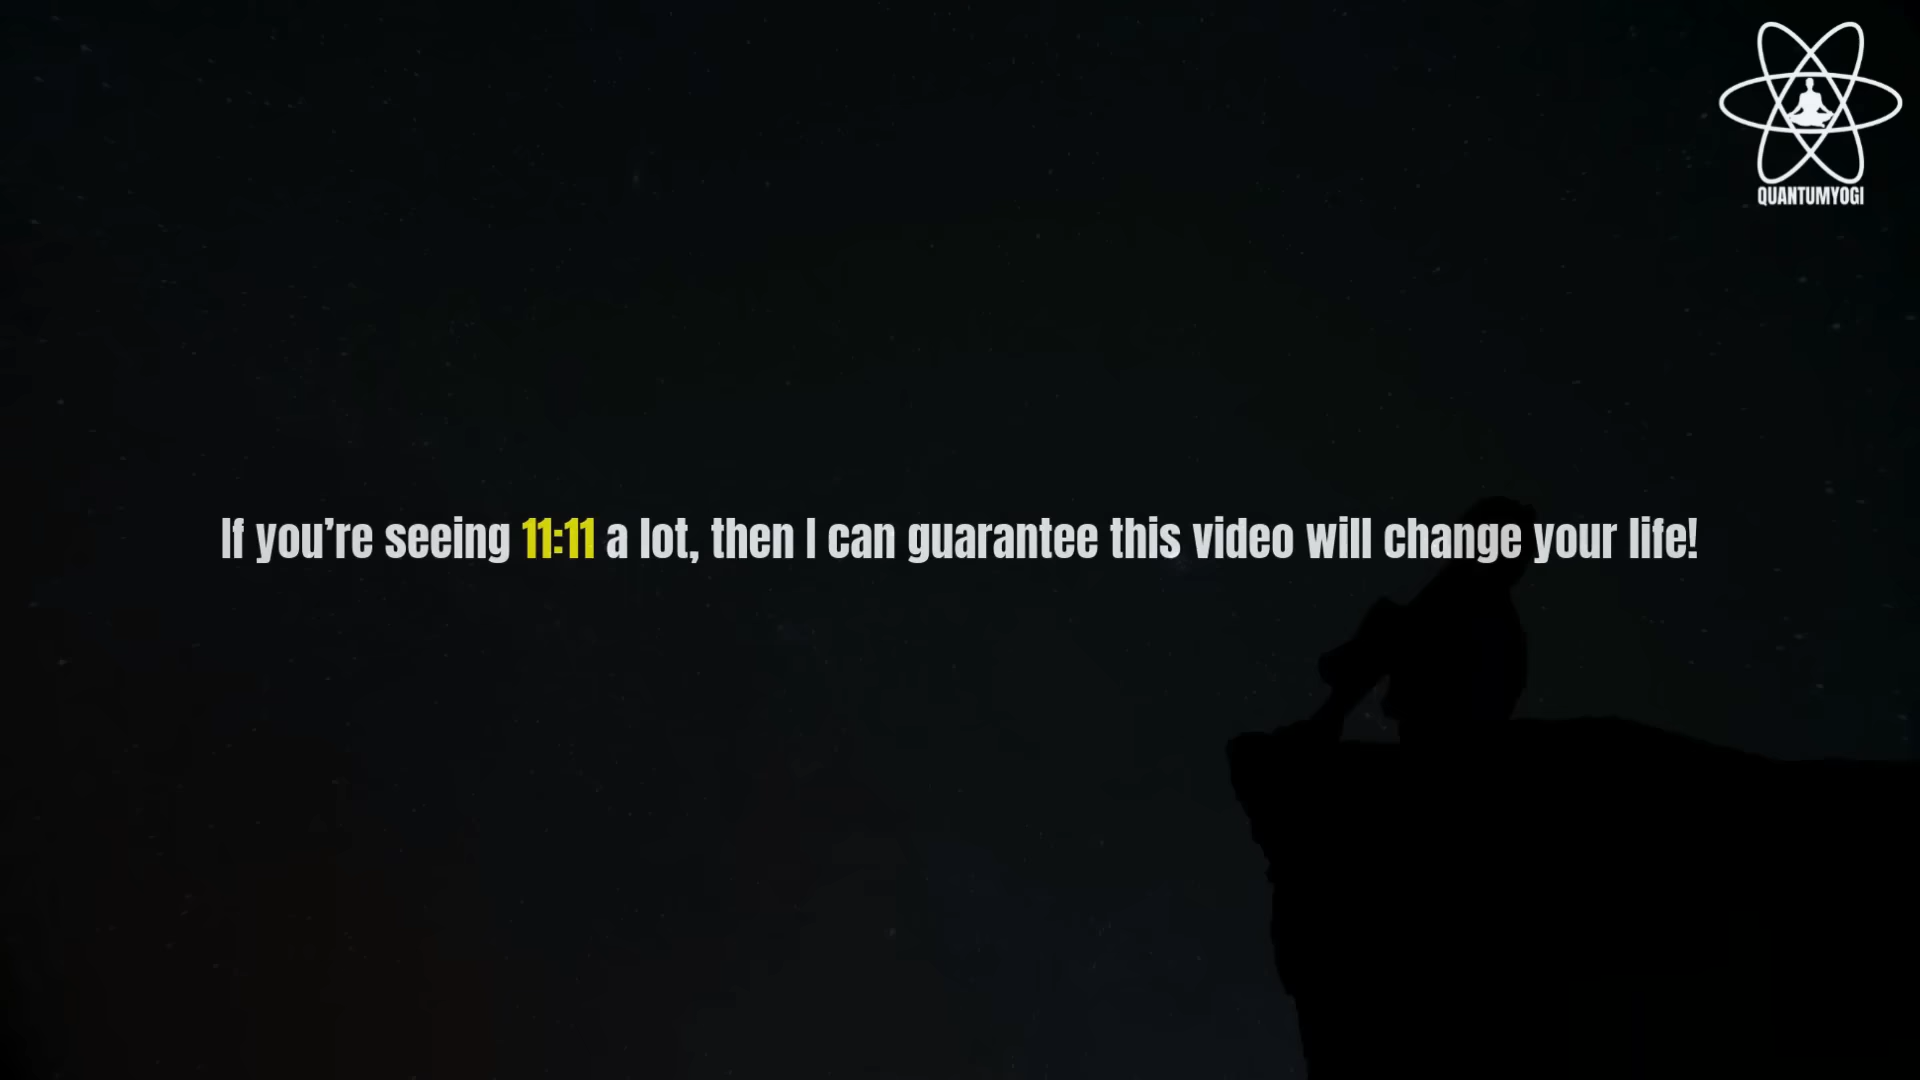 QUANTUMYOGI
If you’re seeing 11:11 a lot, then I can guarantee this video will change your life!